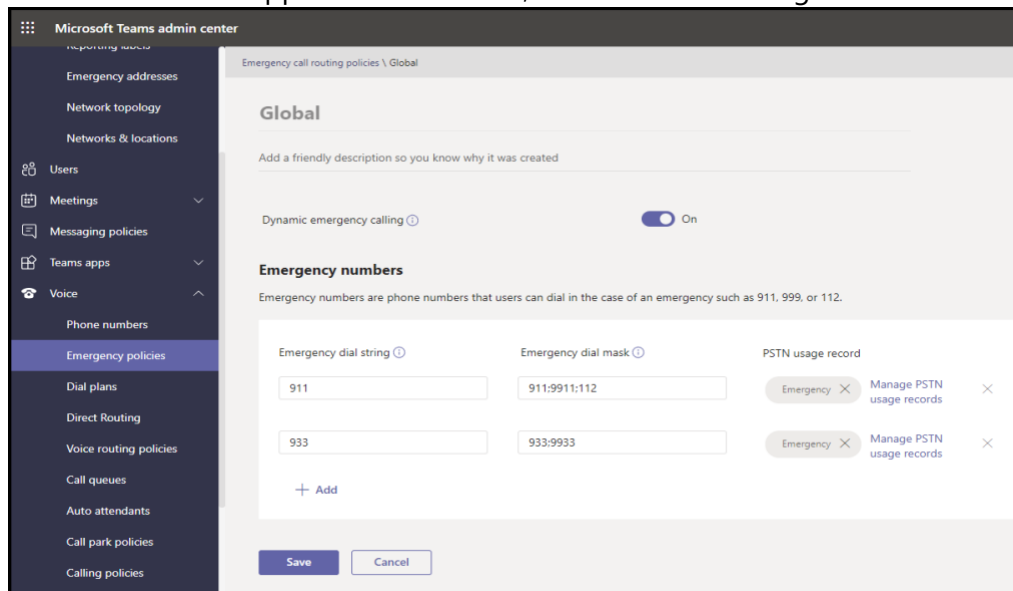 Microsoft Teams admin center
Reporting labels
Emergency addresses
Network topology
Networks & locations
Users
Meetings
Messaging policies
Teams apps
Voice
Phone numbers
Emergency policies
Dial plans
Direct Routing
Voice routing policies
Call queues
Auto attendants
Call park policies
Calling policies
Emergency call routing policies \ Global
Global
Add a friendly description so you know why it was created
Dynamic emergency calling
On
Emergency numbers
Emergency numbers are phone numbers that users can dial in the case of an emergency such as 911, 999, or 112.
Emergency dial string Emergency dial mask PSTN usage record
911 911;9911;112 Emergency Manage PSTN
usage records
933 933;9933 Emergency Manage PSTN
usage records
+ Add
Save Cancel